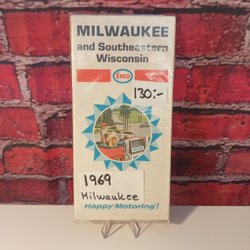 MILWAUKEE
and Southeastern
Wisconsin
ENCO
130:-
1969
Milwaukee
Happy Motoring!